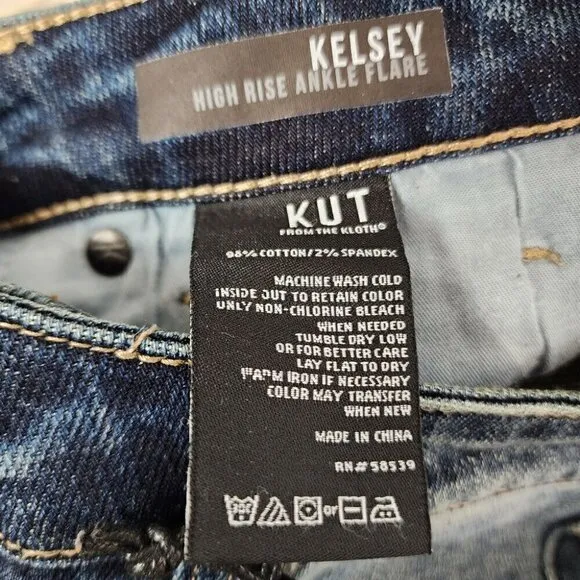 KELSEY
HIGH RISE ANKLE FLARE
KUT
FROM THE KLOTH®
98% COTTON/2% SPANDEX
MACHINE WASH COLD
INSIDE OUT TO RETAIN COLOR
ONLY NON-CHLORINE BLEACH
WHEN NEEDED
TUMBLE DRY LOW
OR FOR BETTER CARE
LAY FLAT TO DRY
WARM IRON IF NECESSARY
COLOR MAY TRANSFER
WHEN NEW
MADE IN CHINA
RN#58539
or